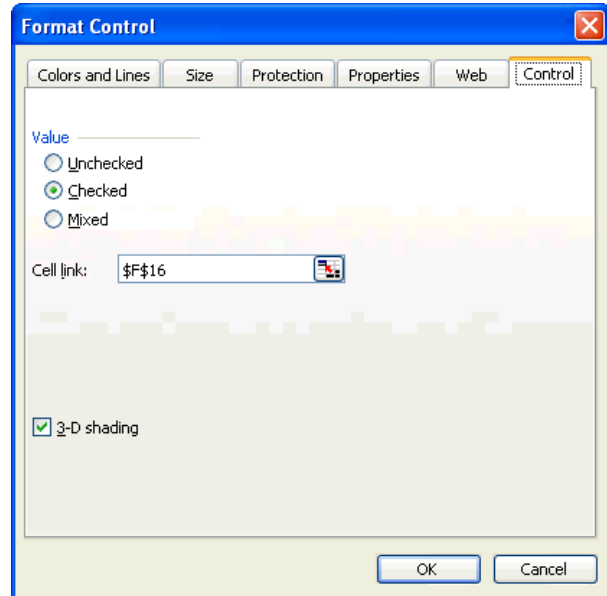 Format Control
Colors and Lines Size Protection Properties Web Control
Value
Unchecked
Checked
Mixed
Cell link: $F$16
3-D shading
OK Cancel